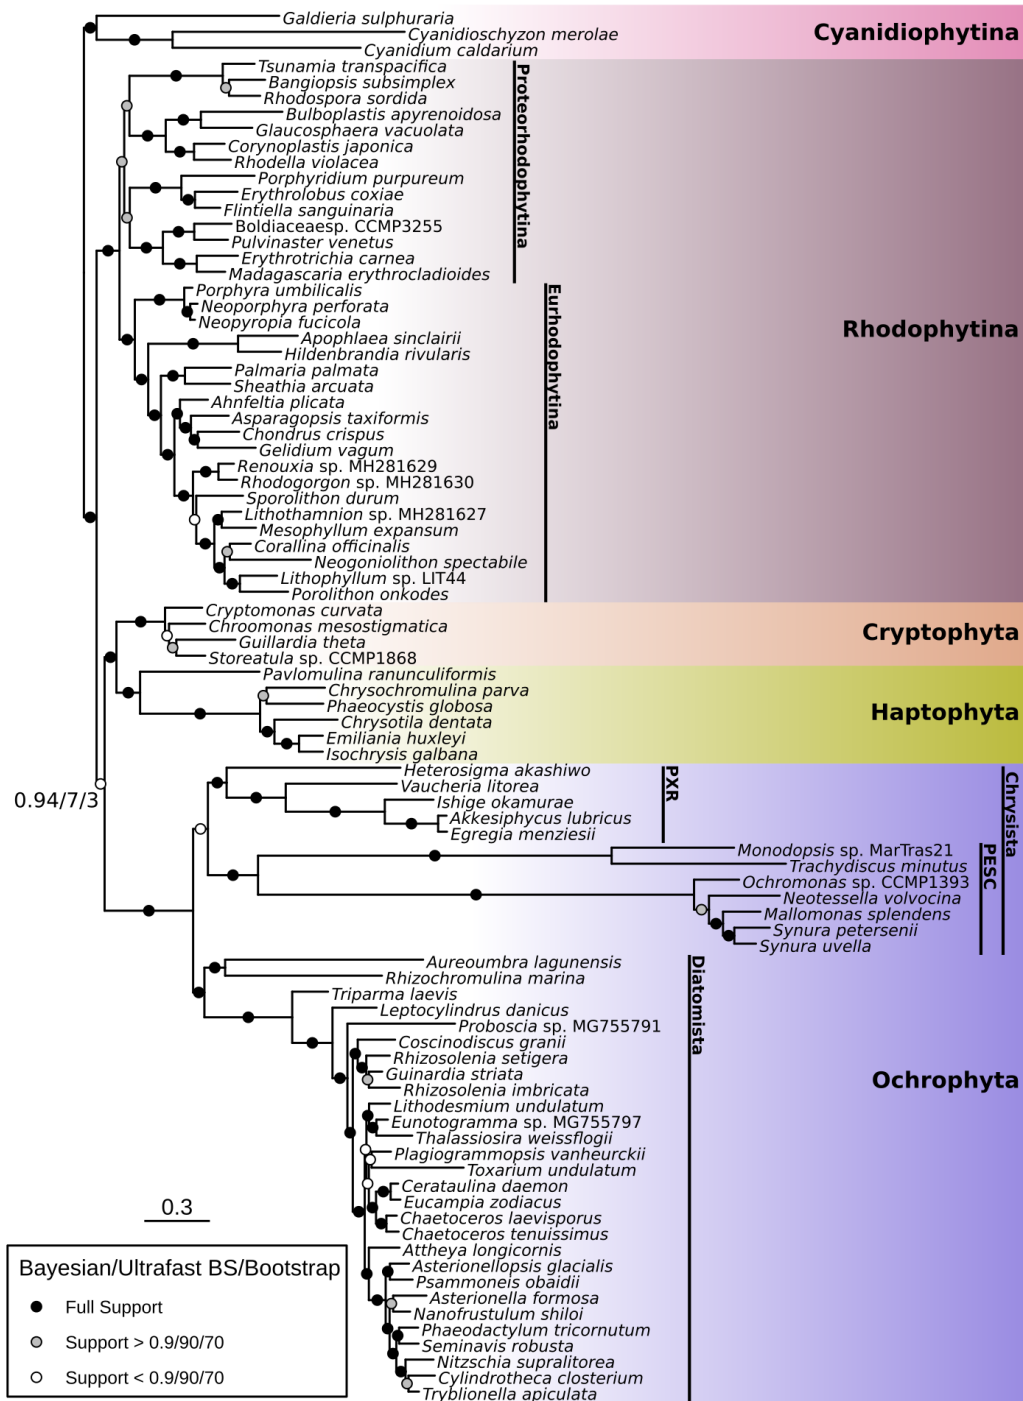 Galdieria sulphuraria
Cyanidioschyzon merolae
Cyanidium caldarium
Cyanidiophytina
Tsunamia transpacifica
Bangiopsis subsimplex
Rhodospora sordida
Bulboplastis apyrenoidosa
Glaucosphaera vacuolata
Corynoplastis japonica
Rhodella violacea
Porphyridium purpureum
Erythrolobus coxiae
Flintiella sanguinaria
Boldiaceaesp. CCMP3255
Pulvinaster venetus
Erythrotrichia carnea
Madagascaria erythrocladioides
Proteorhodophytina
Porphyra umbilicalis
Neoporphyra perforata
Neopyropia fucicola
Apophlaea sinclairii
Hildenbrandia rivularis
Palmaria palmata
Sheathia arcuata
Ahnfeltia plicata
Asparagopsis taxiformis
Chondrus crispus
Gelidium vagum
Renouxia sp. MH281629
Rhodogorgon sp. MH281630
Sporolithon durum
Lithothamnion sp. MH281627
Mesophyllum expansum
Corallina officinalis
Neogoniolithon spectabile
Lithophyllum sp. LIT44
Porolithon onkodes
Eurhodophytina
Rhodophytina
Cryptomonas curvata
Chroomonas mesostigmatica
Guillardia theta
Storeatula sp. CCMP1868
Cryptophyta
Pavlomulina ranunculiformis
Chrysochromulina parva
Phaeocystis globosa
Chrysotila dentata
Emiliania huxleyi
Isochrysis galbana
Haptophyta
0.94/7/3
Heterosigma akashiwo
Vaucheria litorea
Ishige okamurae
Akkesiphycus lubricus
Egregia menziesii
PXR
Monodopsis sp. MarTras21
Trachydiscus minutus
Ochromonas sp. CCMP1393
Neotessella volvocina
Mallomonas splendens
Synura petersenii
Synura uvella
PESC
Chrysista
Aureoumbra lagunensis
Rhizochromulina marina
Triparma laevis
Leptocylindrus danicus
Proboscia sp. MG755791
Coscinodiscus granii
Rhizosolenia setigera
Guinardia striata
Rhizosolenia imbricata
Lithodesmium undulatum
Eunotogramma sp. MG755797
Thalassiosira weissflogii
Plagiogrammopsis vanheurckii
Toxarium undulatum
Cerataulina daemon
Eucampia zodiacus
Chaetoceros laevisporus
Chaetoceros tenuissimus
Attheya longicornis
Asterionellopsis glacialis
Psammoneis obaidii
Asterionella formosa
Nanofrustulum shiloi
Phaeodactylum tricornutum
Seminavis robusta
Nitzschia supralitorea
Cylindrotheca closterium
Tryblionella apiculata
Diatomista
Ochrophyta
0.3
Bayesian/Ultrafast BS/Bootstrap
Full Support
Support > 0.9/90/70
Support < 0.9/90/70